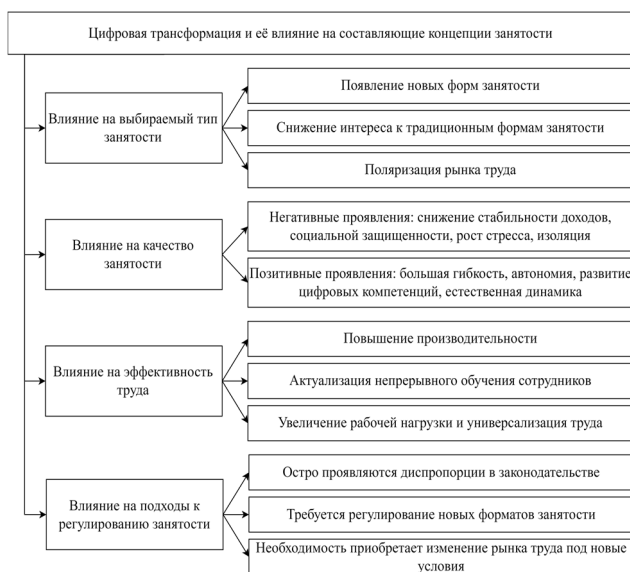 Цифровая трансформация и её влияние на составляющие концепции занятости
Влияние на выбираемый тип
занятости
Появление новых форм занятости
Снижение интереса к традиционным формам занятости
Поляризация рынка труда
Влияние на качество
занятости
Негативные проявления: снижение стабильности доходов,
социальной защищенности, рост стресса, изоляция
Позитивные проявления: большая гибкость, автономия, развитие
цифровых компетенций, естественная динамика
Влияние на эффективность
труда
Повышение производительности
Актуализация непрерывного обучения сотрудников
Увеличение рабочей нагрузки и универсализация труда
Влияние на подходы к
регулированию занятости
Остро проявляются диспропорции в законодательстве
Требуется регулирование новых форматов занятости
Необходимость приобретает изменение рынка труда под новые
условия